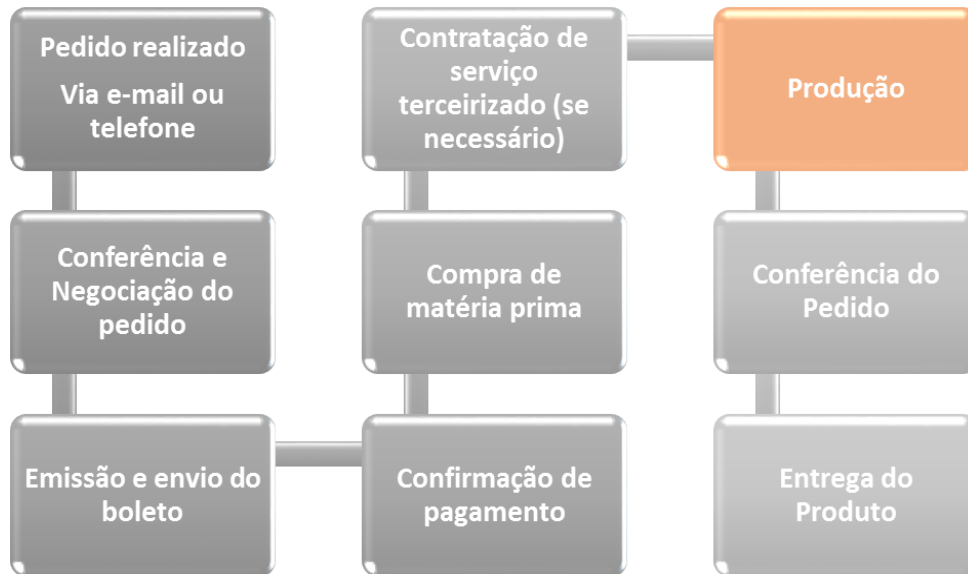 Pedido realizado
Via e-mail ou
telefone
Conferência e
Negociação do
pedido
Emissão e envio do
boleto
Confirmação de
pagamento
Compra de
matéria prima
Contratação de
serviço
terceirizado (se
necessário)
Produção
Conferência do
Pedido
Entrega do
Produto